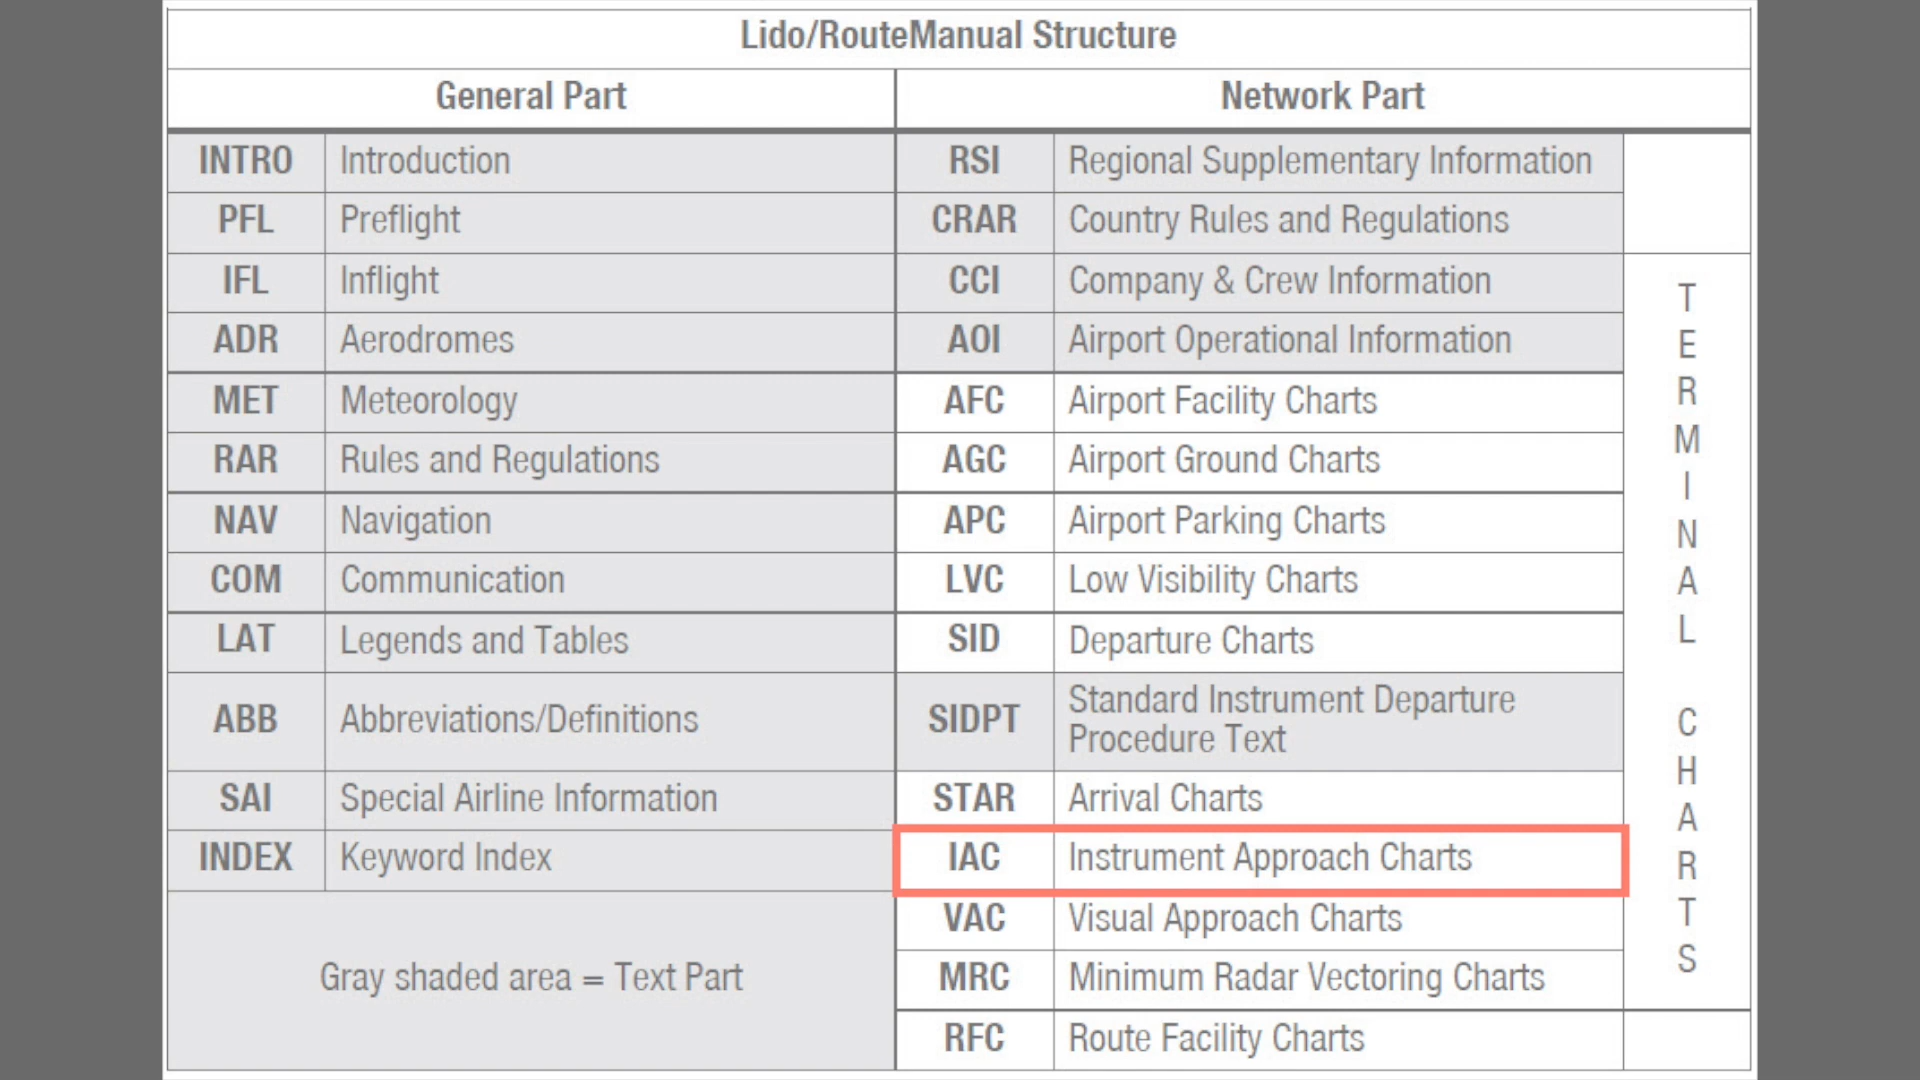 Lido/RouteManual Structure
General Part
Network Part
INTRO Introduction
RSI Regional Supplementary Information
PFL Preflight
CRAR Country Rules and Regulations
IFL Inflight
CCI Company & Crew Information
ADR Aerodromes
AOI Airport Operational Information
MET Meteorology
AFC Airport Facility Charts
RAR Rules and Regulations
AGC Airport Ground Charts
NAV Navigation
APC Airport Parking Charts
COM Communication
LVC Low Visibility Charts
LAT Legends and Tables
SID Departure Charts
ABB Abbreviations/Definitions
SIDPT Standard Instrument Departure
Procedure Text
SAI Special Airline Information
STAR Arrival Charts
INDEX Keyword Index
IAC Instrument Approach Charts
VAC Visual Approach Charts
Gray shaded area = Text Part
MRC Minimum Radar Vectoring Charts
RFC Route Facility Charts
TERMINAL CHARTS